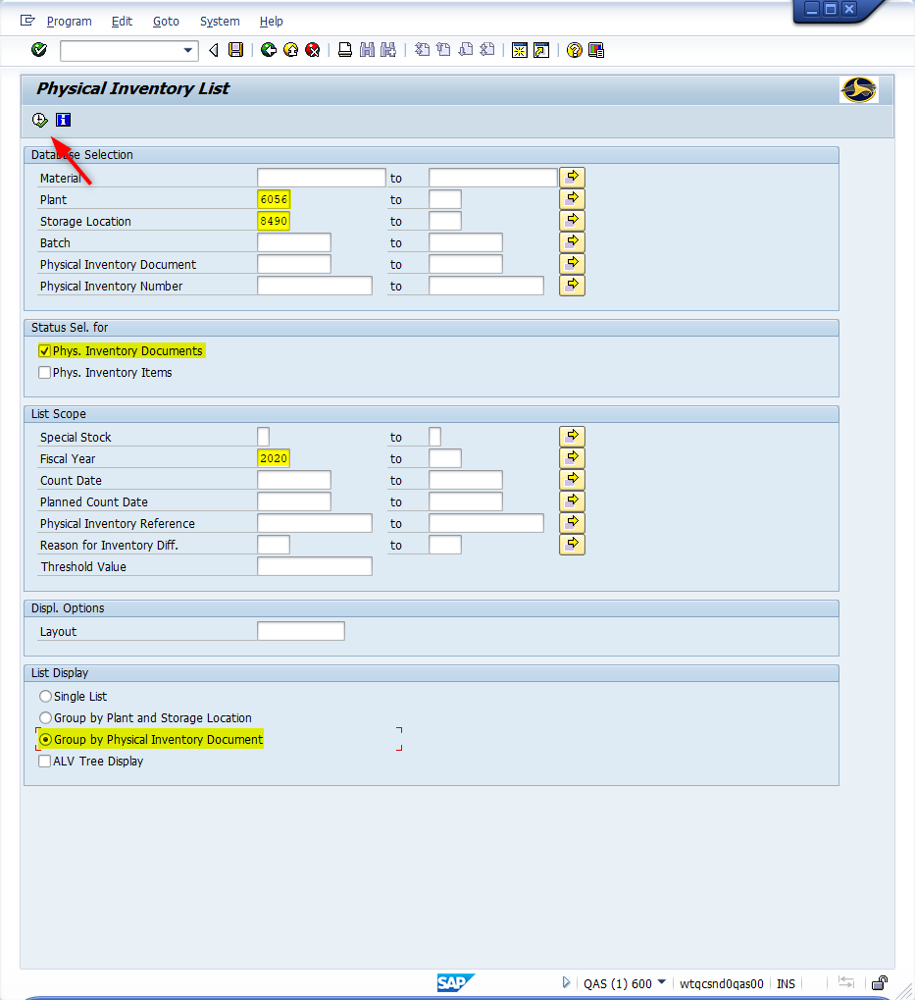 Program Edit Goto System Help
Physical Inventory List
Database Selection
Material to
Plant 6056 to
Storage Location 8490 to
Batch to
Physical Inventory Document to
Physical Inventory Number to
Status Sel. for
Phys. Inventory Documents
Phys. Inventory Items
List Scope
Special Stock to
Fiscal Year 2020 to
Count Date to
Planned Count Date to
Physical Inventory Reference to
Reason for Inventory Diff. to
Threshold Value
Displ. Options
Layout
List Display
Single List
Group by Plant and Storage Location
Group by Physical Inventory Document
ALV Tree Display
SAP QAS (1) 600 wtqcsnd0qas00 INS